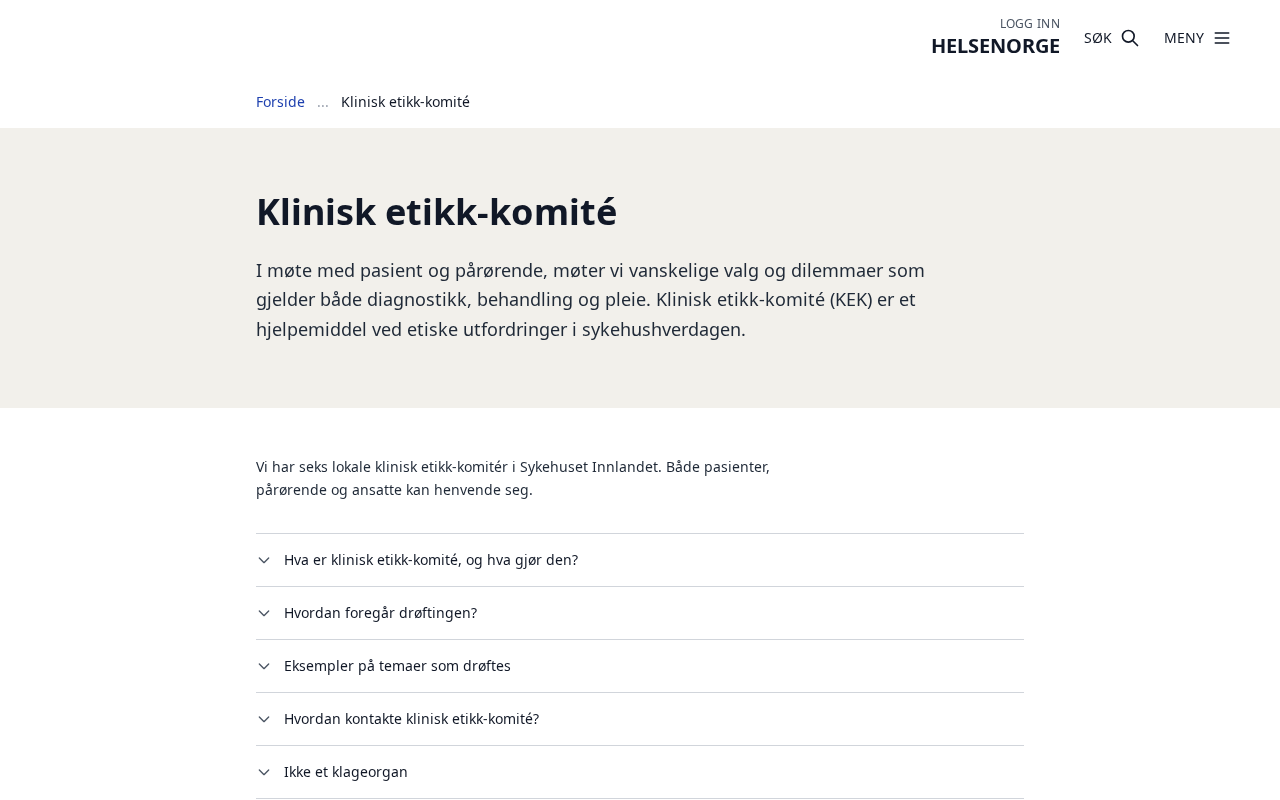 LOGG INN
HELSENORGE
SØK
MENY
Forside ... Klinisk etikk-komité
Klinisk etikk-komité
I møte med pasient og pårørende, møter vi vanskelige valg og dilemmaer som
gjelder både diagnostikk, behandling og pleie. Klinisk etikk-komité (KEK) er et
hjelpemiddel ved etiske utfordringer i sykehushverdagen.
Vi har seks lokale klinisk etikk-komitér i Sykehuset Innlandet. Både pasienter,
pårørende og ansatte kan henvende seg.
Hva er klinisk etikk-komité, og hva gjør den?
Hvordan foregår drøftingen?
Eksempler på temaer som drøftes
Hvordan kontakte klinisk etikk-komité?
Ikke et klageorgan